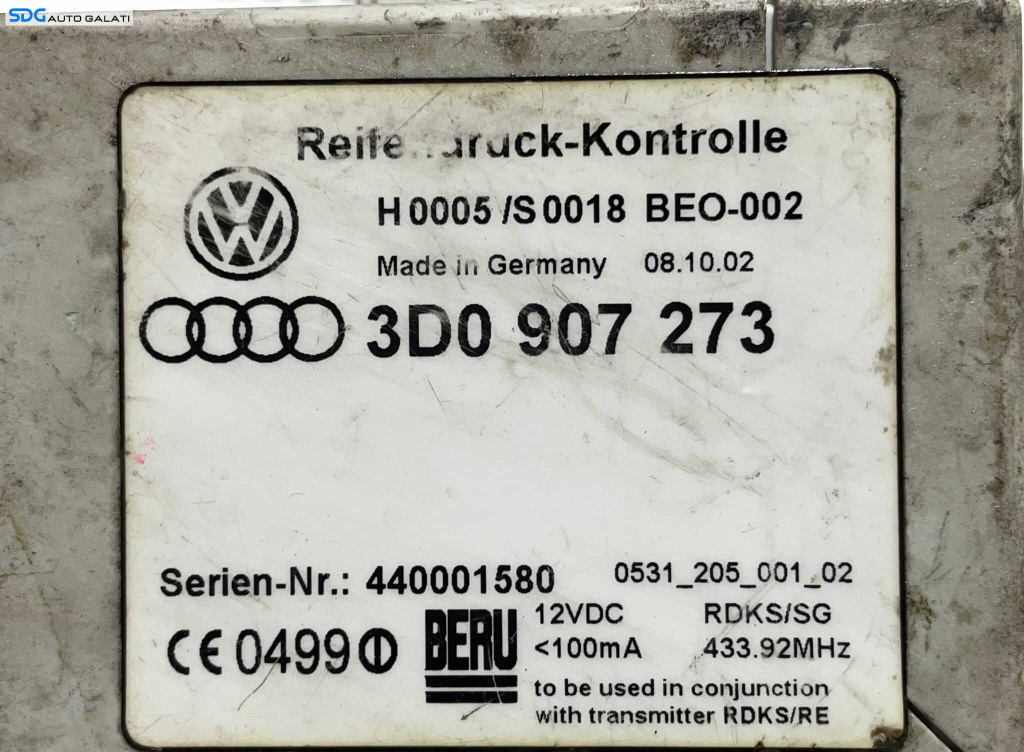 SDG AUTO GALATI
Reifendruck-Kontrolle
H0005/S0018 BEO-002
Made in Germany 08.10.02
3D0 907 273
Serien-Nr.: 440001580 0531_205_001_02
CE0499
BERU
12VDC RDKS/SG
<100mA 433.92MHz
to be used in conjunction
with transmitter RDKS/RE